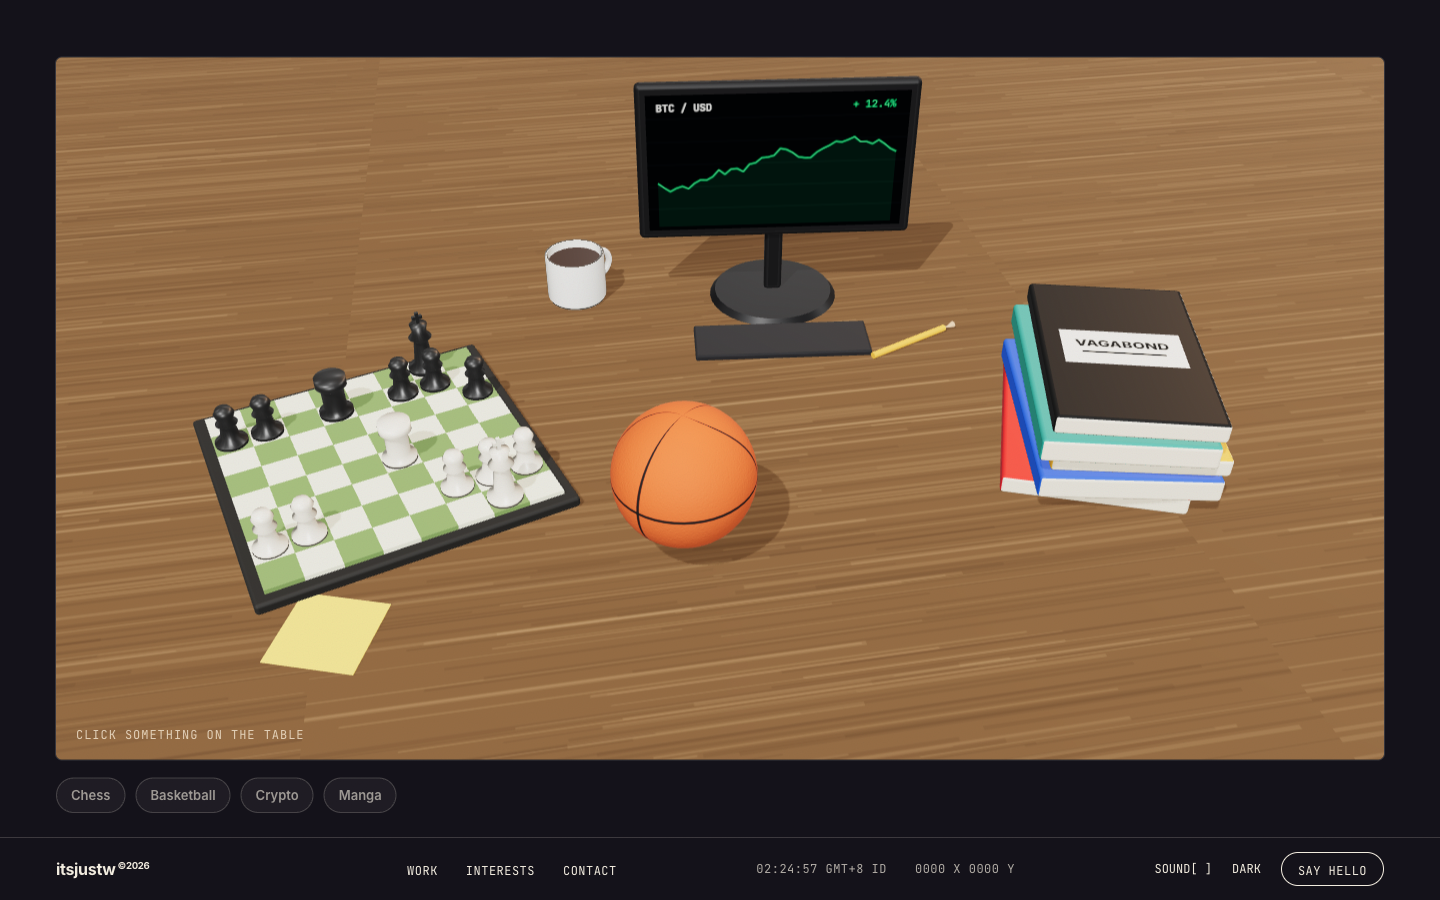 BTC / USD
+ 12.4%
VAGABOND
CLICK SOMETHING ON THE TABLE
Chess
Basketball
Crypto
Manga
itsjustw ©2026
WORK
INTERESTS
CONTACT
02:24:57 GMT+8 ID
0000 X 0000 Y
SOUND[ ]
DARK
SAY HELLO